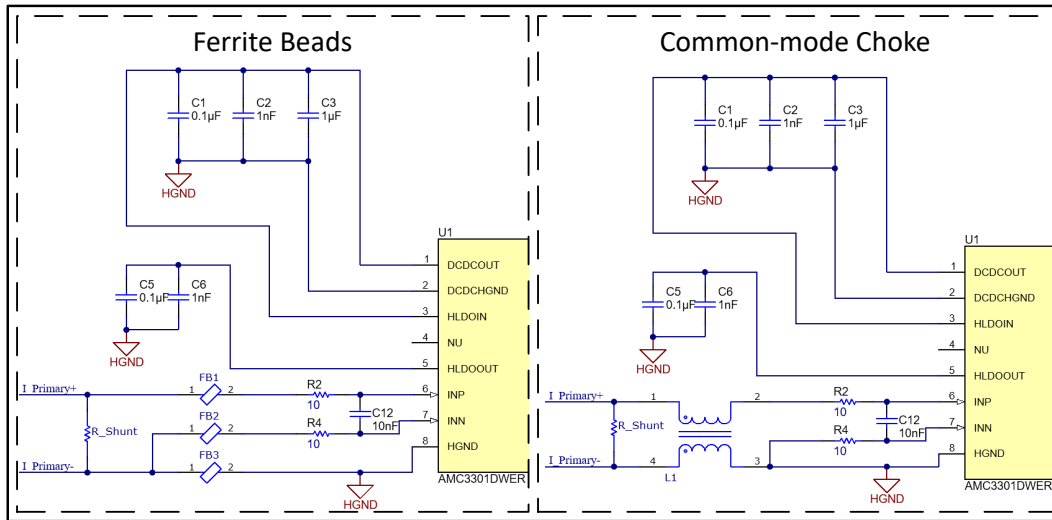 Ferrite Beads
C1
0.1µF
C2
1nF
C3
1µF
HGND
U1
1
DCDCOUT
2
DCDCHGND
3
HLDOIN
4
NU
5
HLDOOUT
6
INP
7
INN
8
HGND
AMC3301DWER
C5
0.1µF
C6
1nF
HGND
I_Primary+
R_Shunt
I_Primary-
1
FB1
2
1
FB2
2
1
FB3
2
R2
10
R4
10
C12
10nF
HGND
Common-mode Choke
C1
0.1µF
C2
1nF
C3
1µF
HGND
U1
1
DCDCOUT
2
DCDCHGND
3
HLDOIN
4
NU
5
HLDOOUT
6
INP
7
INN
8
HGND
AMC3301DWER
C5
0.1µF
C6
1nF
HGND
I_Primary+
R_Shunt
I_Primary-
1
2
4
3
L1
R2
10
R4
10
C12
10nF
HGND